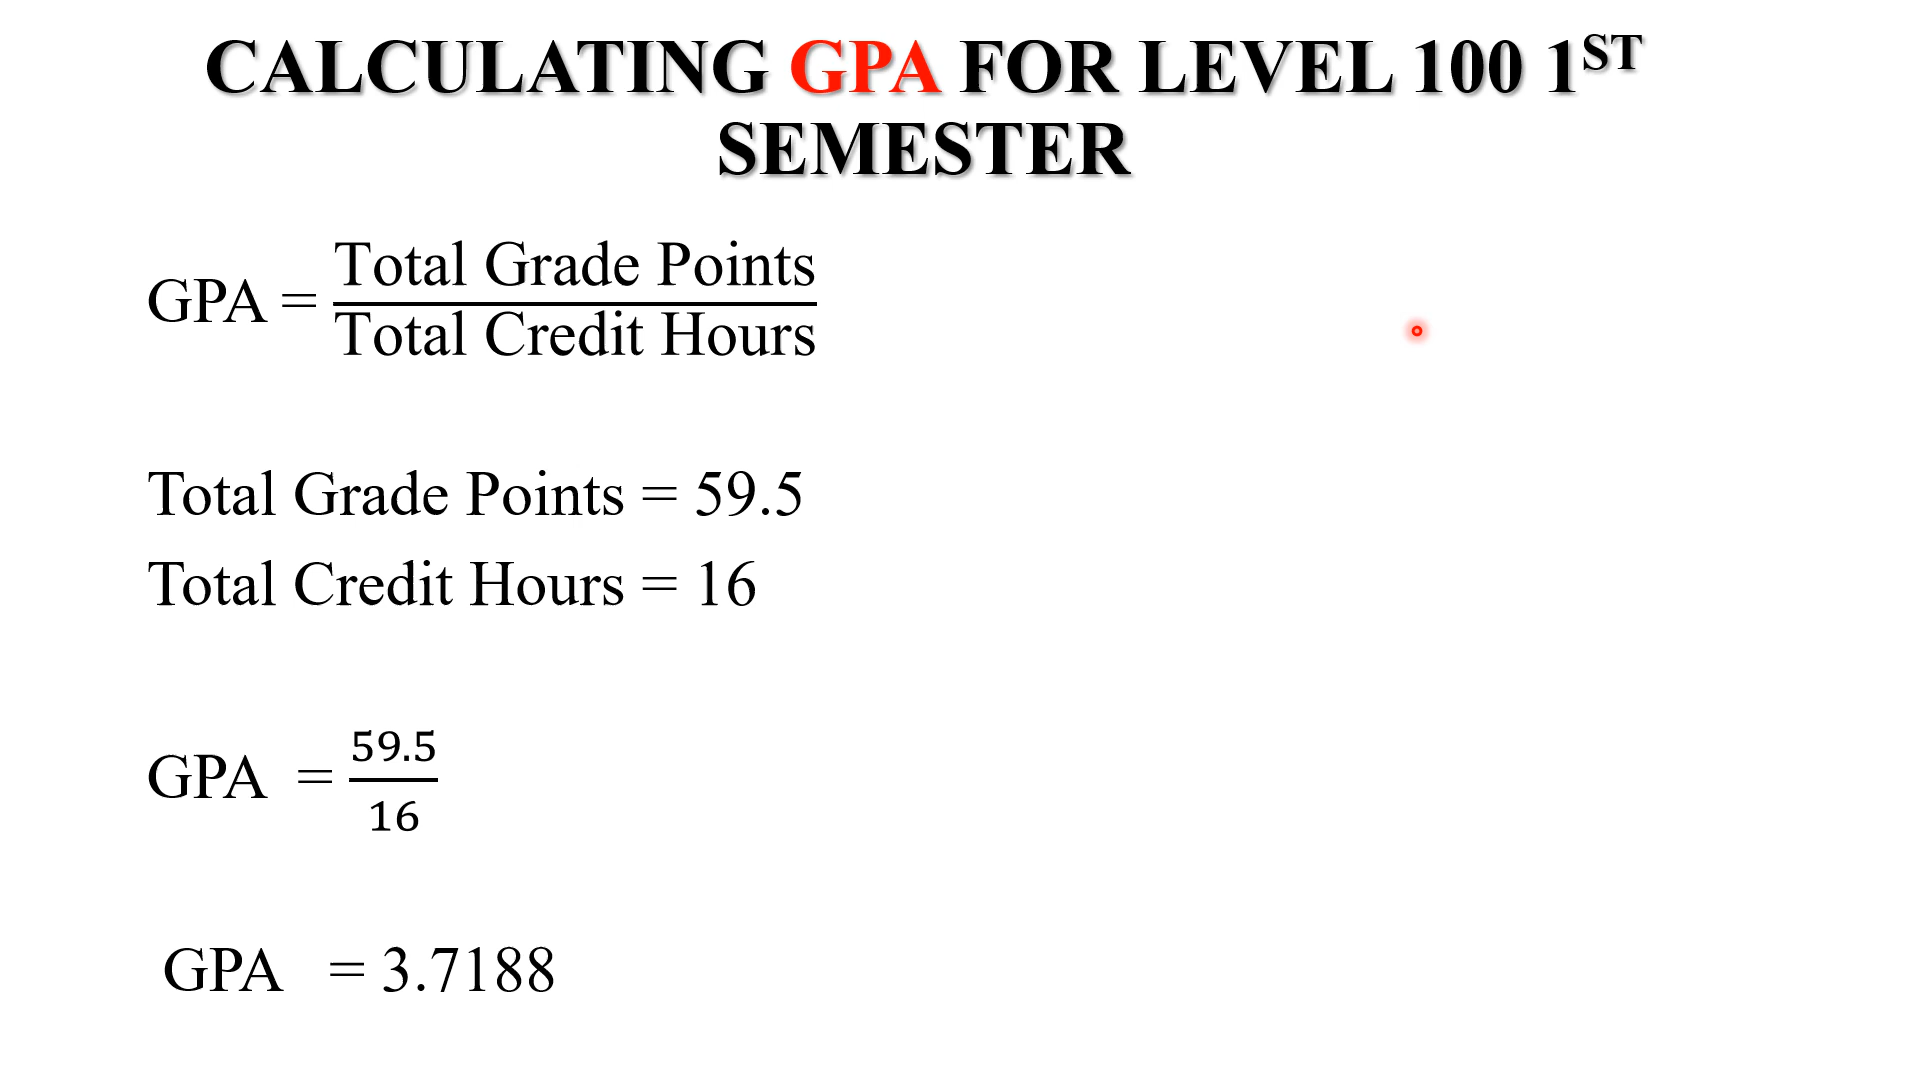 CALCULATING GPA FOR LEVEL 100 1ST
SEMESTER
GPA = Total Grade Points
Total Credit Hours
Total Grade Points = 59.5
Total Credit Hours = 16
GPA = 59.5
16
GPA = 3.7188